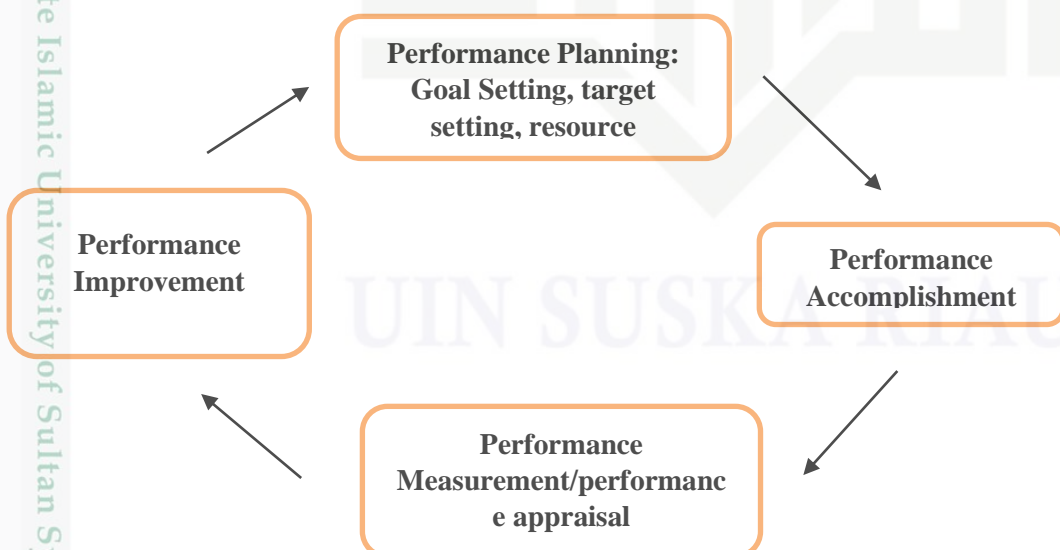 Performance Planning:
Goal Setting, target
setting, resource
Performance
Improvement
Performance
Accomplishment
Performance
Measurement/performanc
e appraisal
UIN SUSKA RIAU
te Islamic University of Sultan S